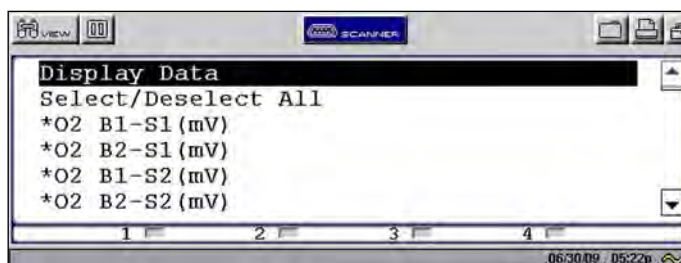 VIEW SCANNER
Display Data
Select/Deselect All
*O2 B1-S1(mV)
*O2 B2-S1(mV)
*O2 B1-S2(mV)
*O2 B2-S2(mV)
1 2 3 4
06/30/09 05:22p